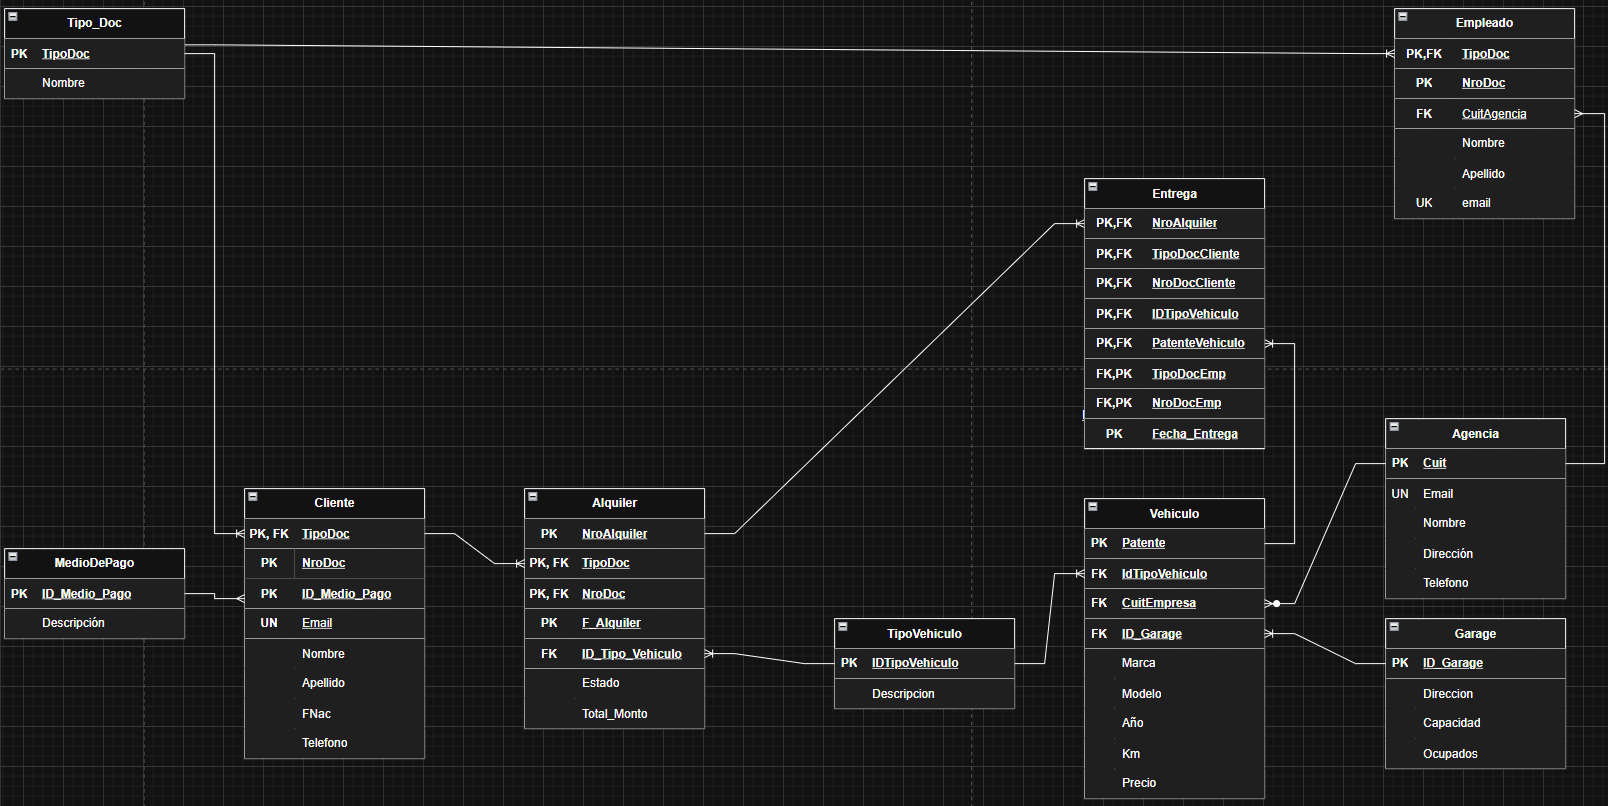 Tipo_Doc
PK TipoDoc
Nombre
Empleado
PK,FK TipoDoc
PK NroDoc
FK CuitAgencia
Nombre
Apellido
UK email
Entrega
PK,FK NroAlquiler
PK,FK TipoDocCliente
PK,FK NroDocCliente
PK,FK IDTipoVehiculo
PK,FK PatenteVehiculo
FK,PK TipoDocEmp
FK,PK NroDocEmp
PK Fecha_Entrega
Agencia
PK Cuit
UN Email
Nombre
Dirección
Telefono
Cliente
PK, FK TipoDoc
PK NroDoc
PK ID_Medio_Pago
UN Email
Nombre
Apellido
FNac
Telefono
Alquiler
PK NroAlquiler
PK, FK TipoDoc
PK, FK NroDoc
PK F_Alquiler
FK ID_Tipo_Vehiculo
Estado
Total_Monto
Vehiculo
PK Patente
FK IdTipoVehiculo
FK CuitEmpresa
FK ID_Garage
Marca
Modelo
Año
Km
Precio
MedioDePago
PK ID_Medio_Pago
Descripción
TipoVehiculo
PK IDTipoVehiculo
Descripcion
Garage
PK ID_Garage
Direccion
Capacidad
Ocupados